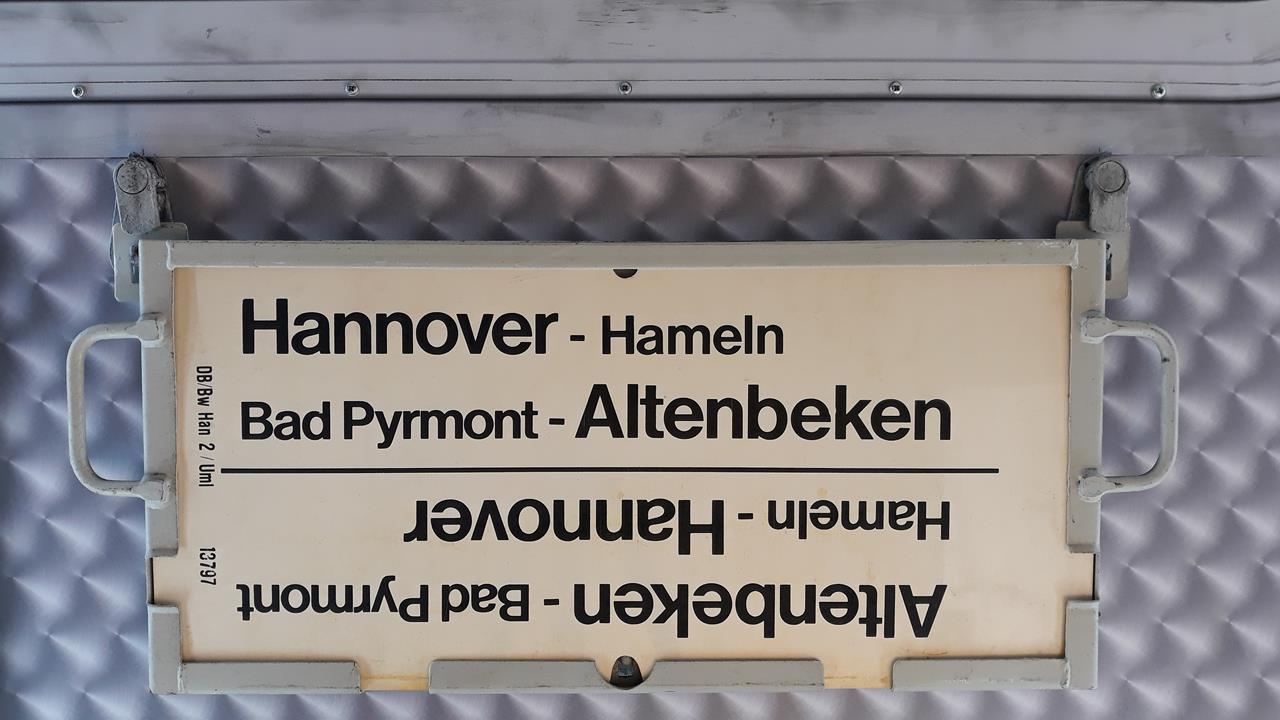 Hannover - Hameln
Bad Pyrmont - Altenbeken
Altenbeken - Bad Pyrmont
Hameln - Hannover
DB/Bw Han 2 / Uml
13797